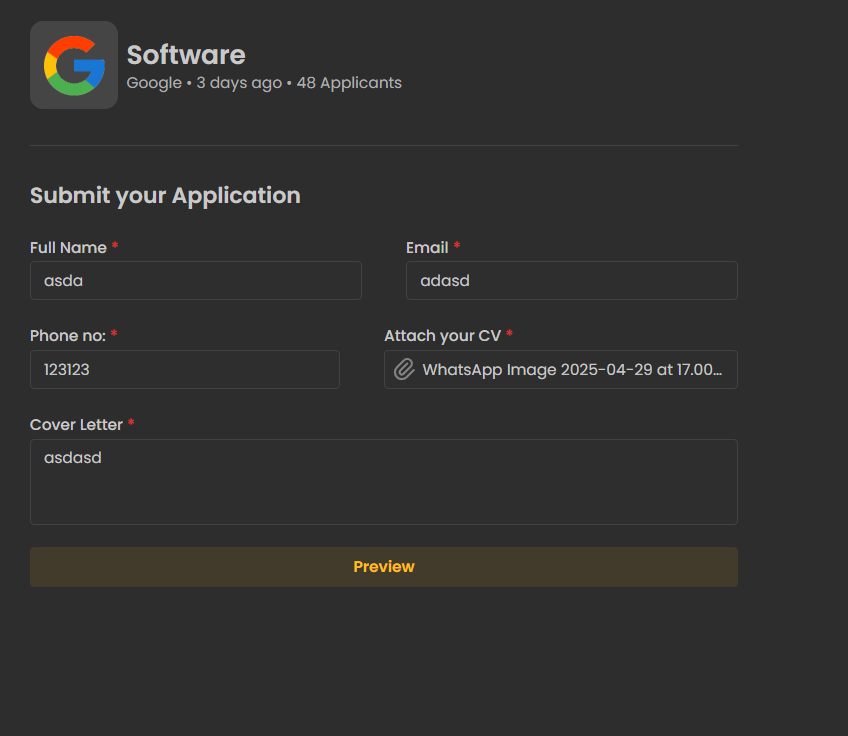 Software
Google • 3 days ago • 48 Applicants
Submit your Application
Full Name *
Email *
asda
adasd
Phone no: *
Attach your CV *
123123
WhatsApp Image 2025-04-29 at 17.00...
Cover Letter *
asdasd
Preview